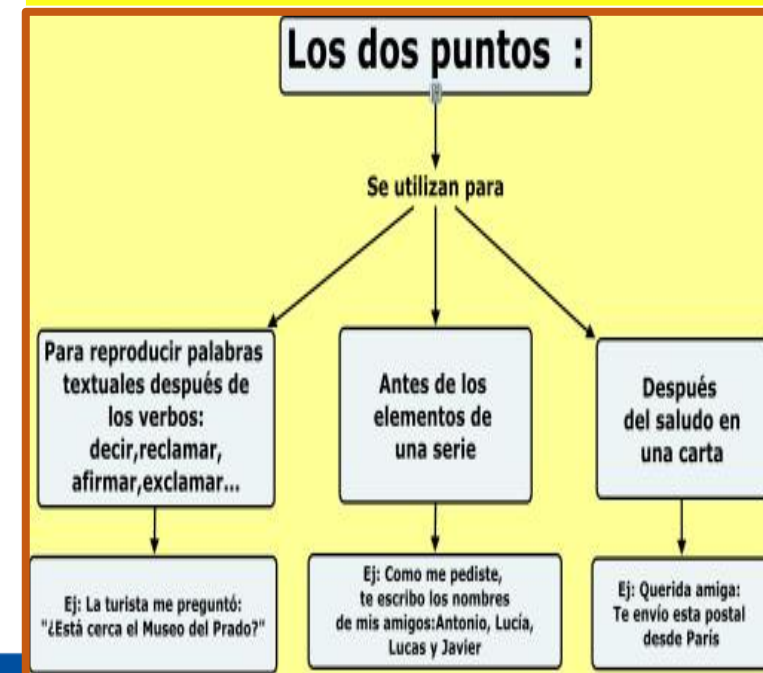 Los dos puntos :
Se utilizan para
Para reproducir palabras
textuales después de
los verbos:
decir,reclamar,
afirmar,exclamar...
Antes de los
elementos de
una serie
Después
del saludo en
una carta
Ej: La turista me preguntó:
"¿Está cerca el Museo del Prado?"
Ej: Como me pediste,
te escribo los nombres
de mis amigos:Antonio, Lucía,
Lucas y Javier
Ej: Querida amiga:
Te envío esta postal
desde París